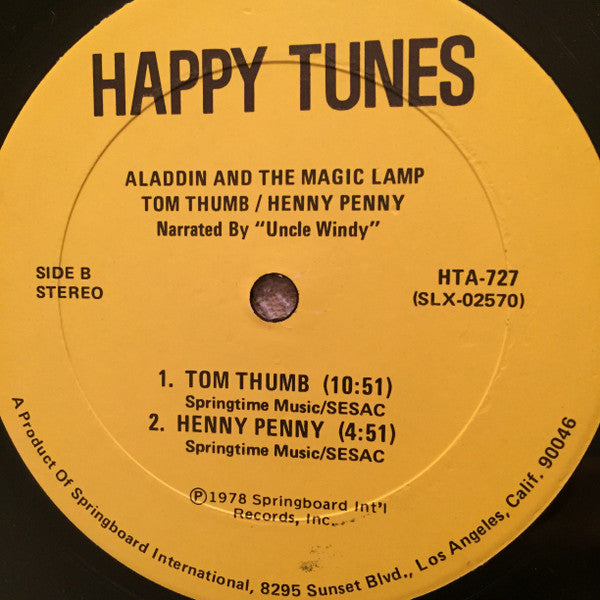 HAPPY TUNES
ALADDIN AND THE MAGIC LAMP
TOM THUMB / HENNY PENNY
Narrated By "Uncle Windy"
SIDE B
STEREO
HTA-727
(SLX-02570)
1. TOM THUMB (10:51)
Springtime Music/SESAC
2. HENNY PENNY (4:51)
Springtime Music/SESAC
Ⓟ1978 Springboard Int'l
Records, Inc.
A Product Of Springboard International, 8295 Sunset Blvd., Los Angeles, Calif. 90046